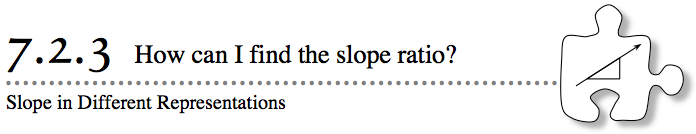 7.2.3 How can I find the slope ratio?
Slope in Different Representations